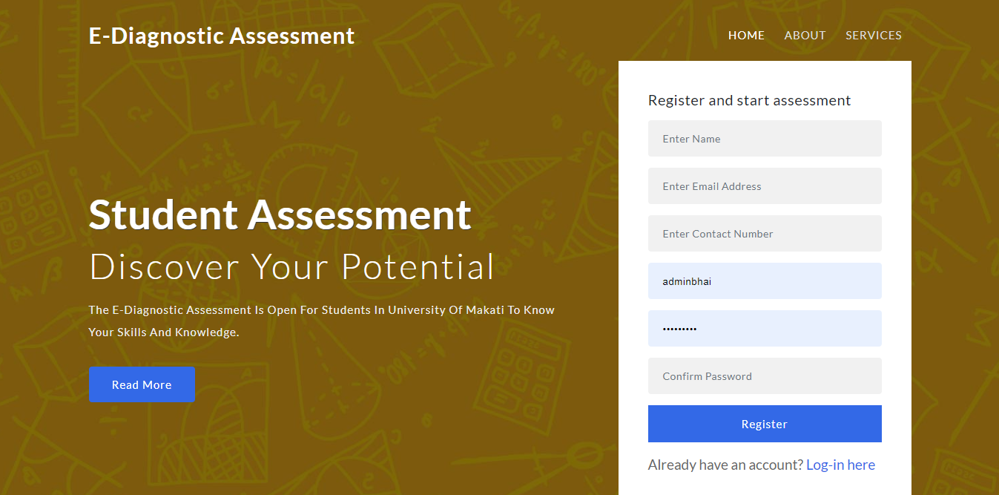 E-Diagnostic Assessment
HOME ABOUT SERVICES
Student Assessment
Discover Your Potential
The E-Diagnostic Assessment Is Open For Students In University Of Makati To Know
Your Skills And Knowledge.
Read More
Register and start assessment
Enter Name
Enter Email Address
Enter Contact Number
adminbhai
•••••••••
Confirm Password
Register
Already have an account? Log-in here